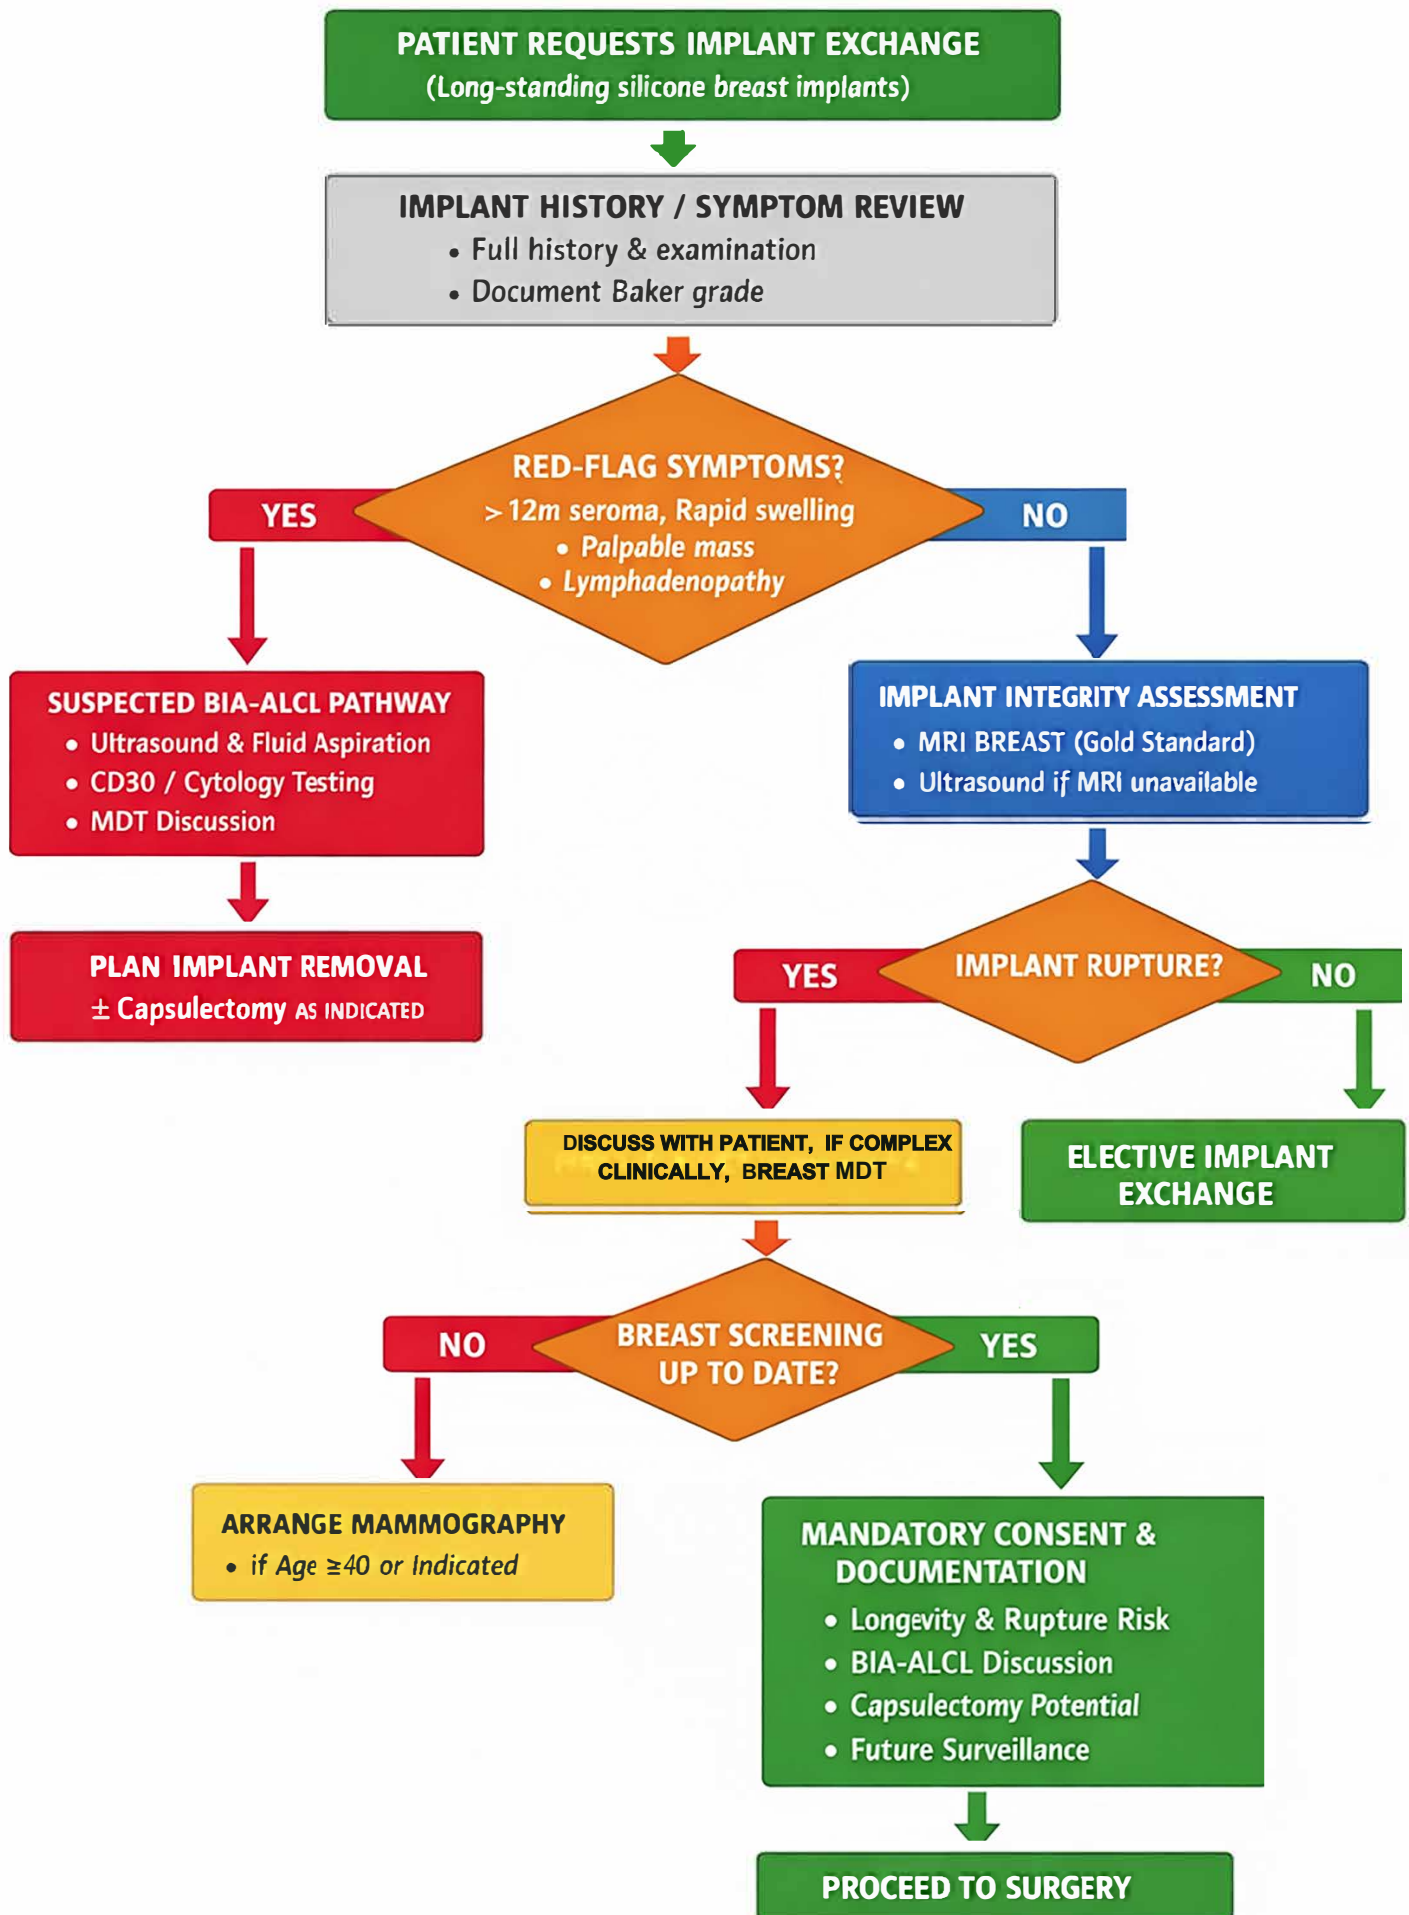 PATIENT REQUESTS IMPLANT EXCHANGE
(Long-standing silicone breast implants)
IMPLANT HISTORY / SYMPTOM REVIEW
• Full history & examination
• Document Baker grade
RED-FLAG SYMPTOMS?
> 12m seroma, Rapid swelling
• Palpable mass
• Lymphadenopathy
YES
NO
SUSPECTED BIA-ALCL PATHWAY
• Ultrasound & Fluid Aspiration
• CD30 / Cytology Testing
• MDT Discussion
IMPLANT INTEGRITY ASSESSMENT
• MRI BREAST (Gold Standard)
• Ultrasound if MRI unavailable
PLAN IMPLANT REMOVAL
± Capsulectomy AS INDICATED
IMPLANT RUPTURE?
YES
NO
DISCUSS WITH PATIENT, IF COMPLEX
CLINICALLY, BREAST MDT
ELECTIVE IMPLANT
EXCHANGE
BREAST SCREENING
UP TO DATE?
NO
YES
ARRANGE MAMMOGRAPHY
• if Age ≥40 or Indicated
MANDATORY CONSENT &
DOCUMENTATION
• Longevity & Rupture Risk
• BIA-ALCL Discussion
• Capsulectomy Potential
• Future Surveillance
PROCEED TO SURGERY